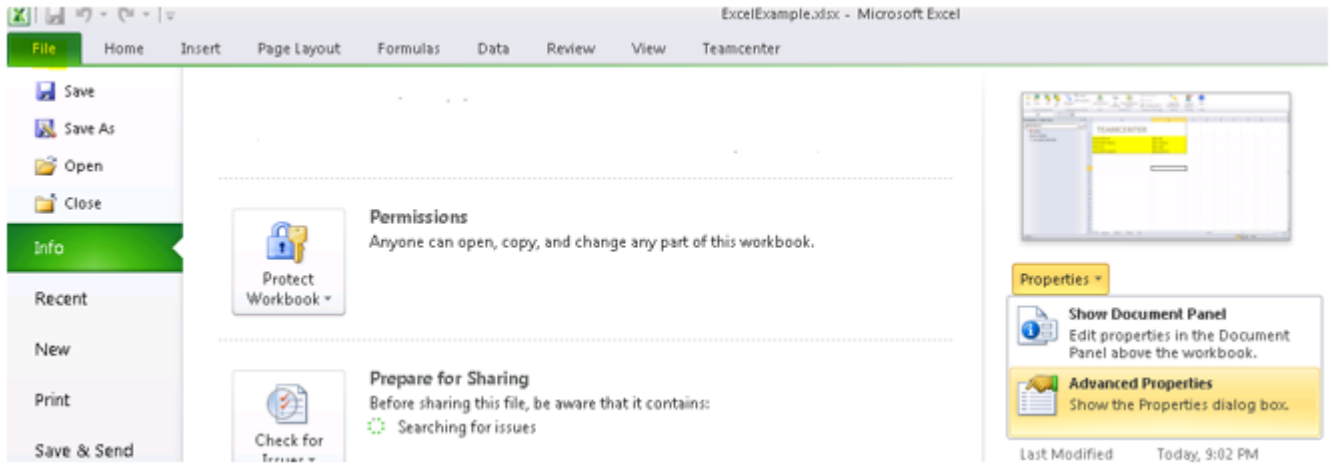 ExcelExample.xlsx - Microsoft Excel
File Home Insert Page Layout Formulas Data Review View Teamcenter
Save
Save As
Open
Close
Info
Recent
New
Print
Save & Send
Permissions
Anyone can open, copy, and change any part of this workbook.
Protect
Workbook
Prepare for Sharing
Before sharing this file, be aware that it contains:
Searching for issues
Check for
Issues
TEAMCENTER
Properties
Show Document Panel
Edit properties in the Document
Panel above the workbook.
Advanced Properties
Show the Properties dialog box.
Last Modified Today, 9:02 PM